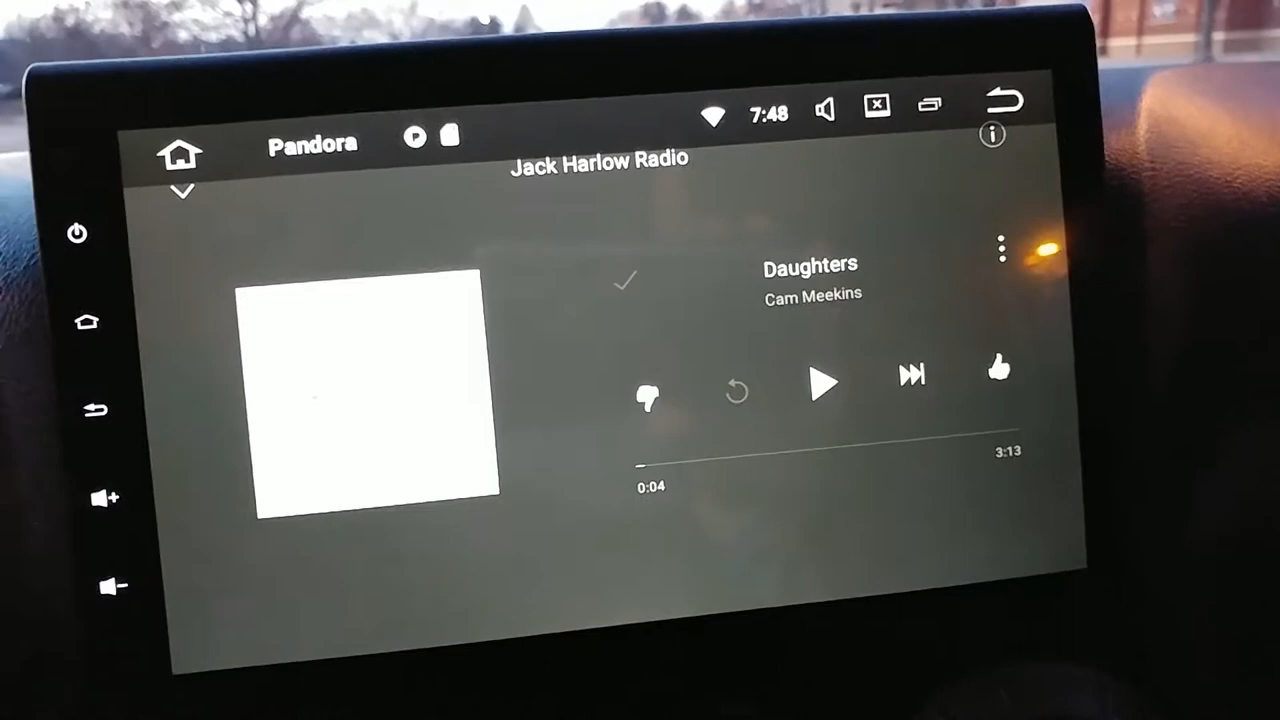 Pandora
7:48
Jack Harlow Radio
Daughters
Cam Meekins
0:04
3:13